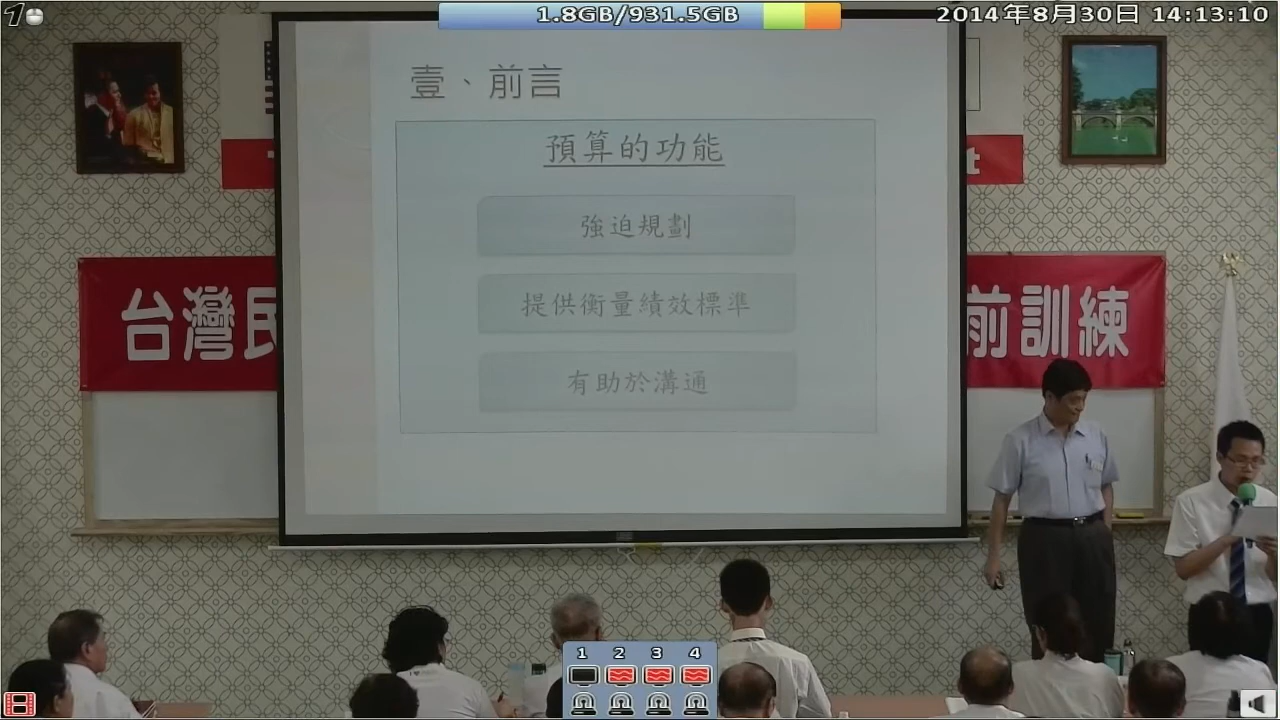 1
1.8GB/931.5GB
2014年8月30日 14:13:10
壹、前言
預算的功能
強迫規劃
提供衡量績效標準
有助於溝通
t
台灣民
前訓練
1 2 3 4